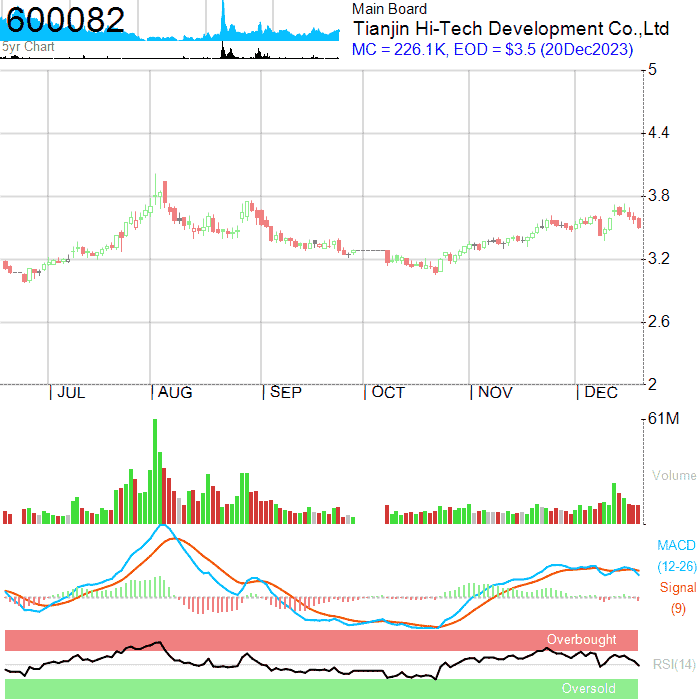 600082
5yr Chart
Main Board
Tianjin Hi-Tech Development Co.,Ltd
MC = 226.1K, EOD = $3.5 (20Dec2023)
5
4.4
3.8
3.2
2.6
2
JUL AUG SEP OCT NOV DEC
61M
Volume
MACD
(12-26)
Signal
(9)
Overbought
RSI(14)
Oversold